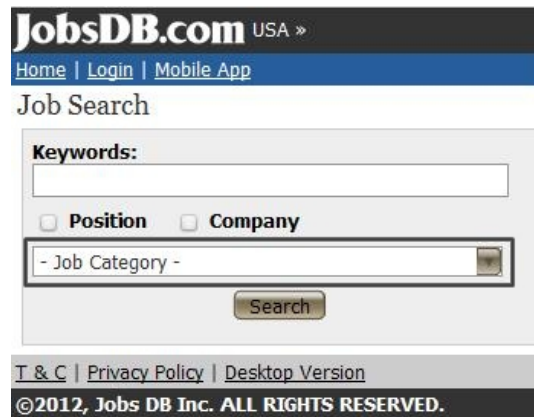 JobsDB.com USA »
Home | Login | Mobile App
Job Search
Keywords:
Position Company
- Job Category -
Search
T & C | Privacy Policy | Desktop Version
©2012, Jobs DB Inc. ALL RIGHTS RESERVED.